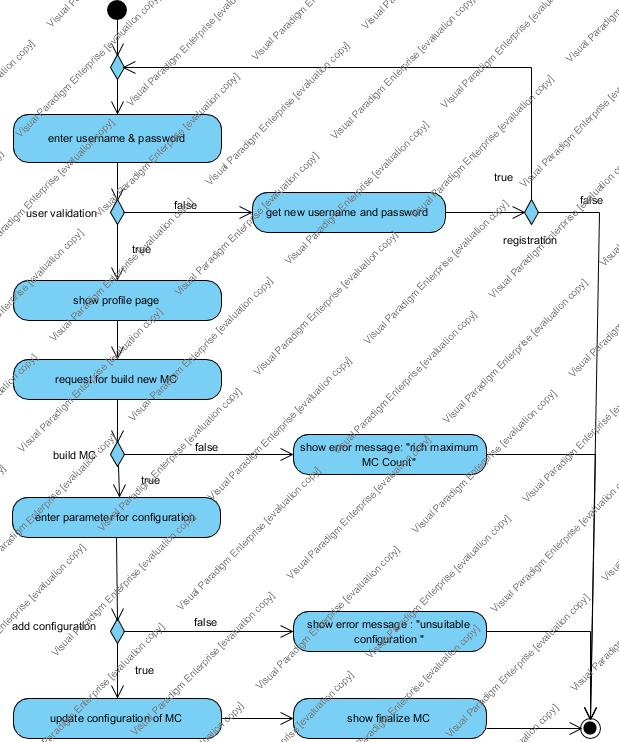 enter username & password
true
false
user validation
false
get new username and password
registration
true
show profile page
request for build new MC
build MC
false
show error message: "rich maximum
MC Count"
true
enter parameter for configuration
add configuration
false
show error message : "unsuitable
configuration "
true
update configuration of MC
show finalize MC
Visual Paradigm Enterprise [evaluation copy]